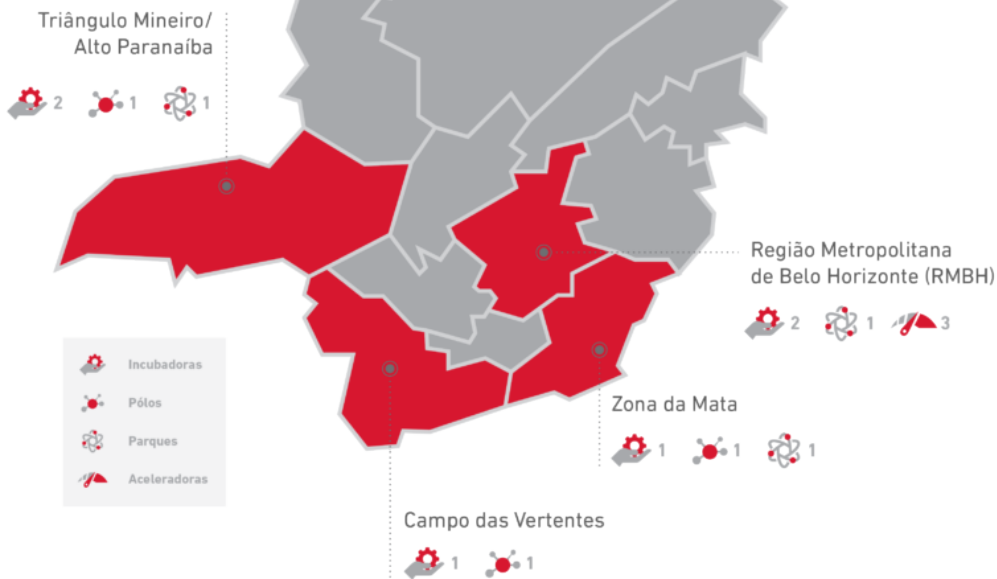 Triângulo Mineiro/
Alto Paranaíba
2 1 1
Região Metropolitana
de Belo Horizonte (RMBH)
2 1 3
Incubadoras
Pólos
Parques
Aceleradoras
Zona da Mata
1 1 1
Campo das Vertentes
1 1